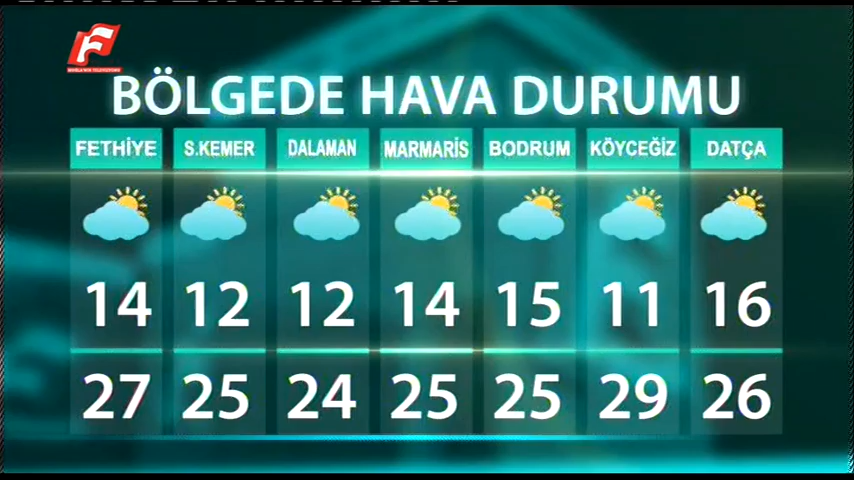 F
BÖLGEDE HAVA DURUMU
FETHİYE S.KEMER DALAMAN MARMARİS BODRUM KÖYCEĞİZ DATÇA
14 12 12 14 15 11 16
27 25 24 25 25 29 26